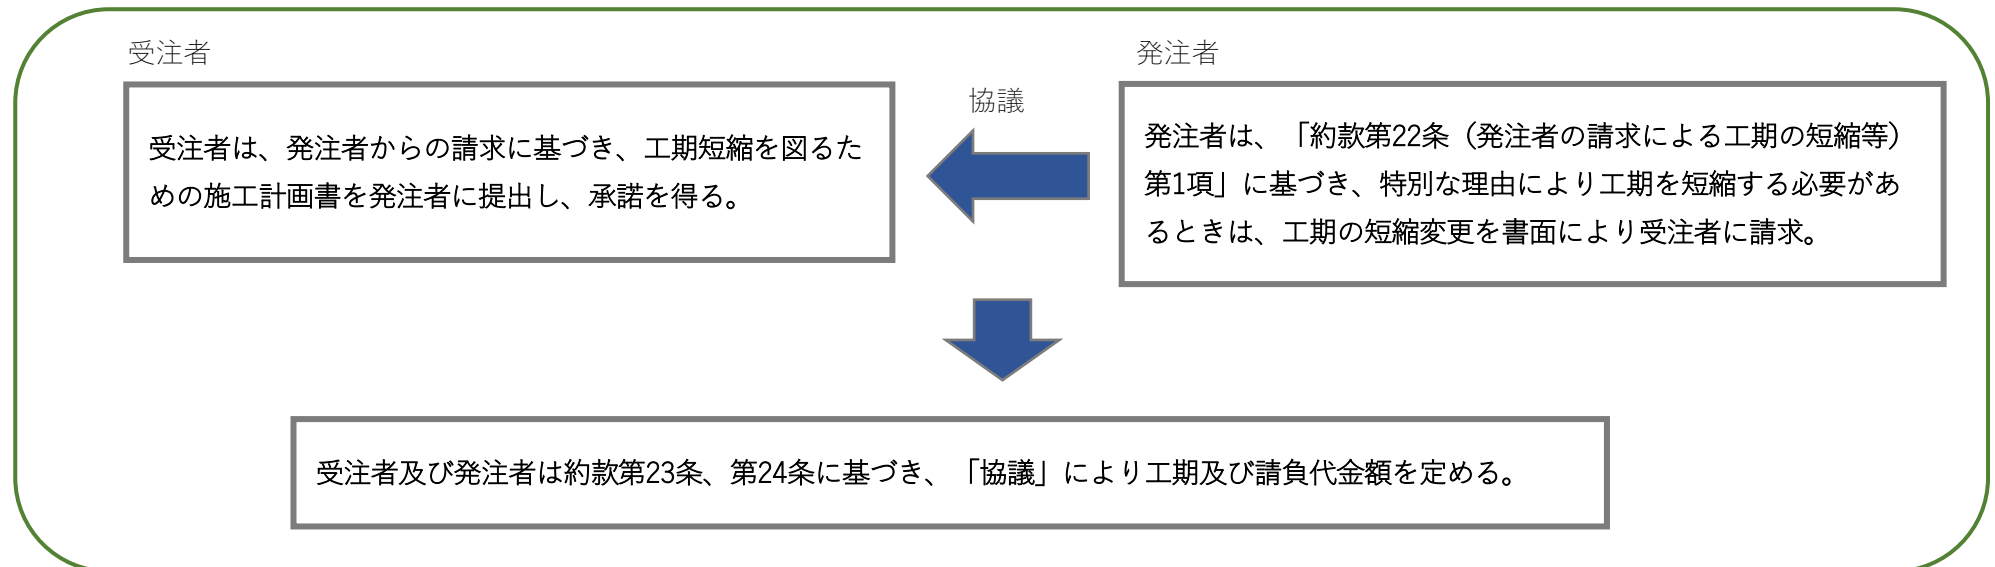 受注者
受注者は、発注者からの請求に基づき、工期短縮を図るた
めの施工計画書を発注者に提出し、承諾を得る。
協議
発注者
発注者は、「約款第22条（発注者の請求による工期の短縮等）
第1項」に基づき、特別な理由により工期を短縮する必要があ
るときは、工期の短縮変更を書面により受注者に請求。
受注者及び発注者は約款第23条、第24条に基づき、「協議」により工期及び請負代金額を定める。